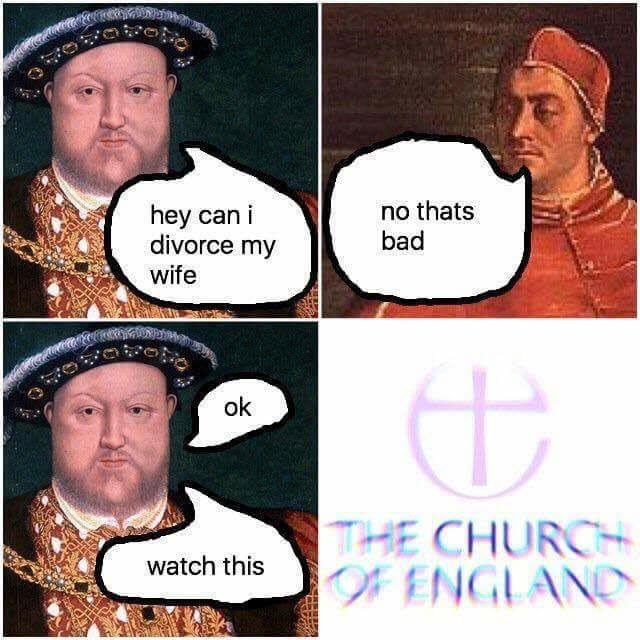 hey can i
divorce my
wife
no thats
bad
ok
watch this
THE CHURCH
OF ENGLAND